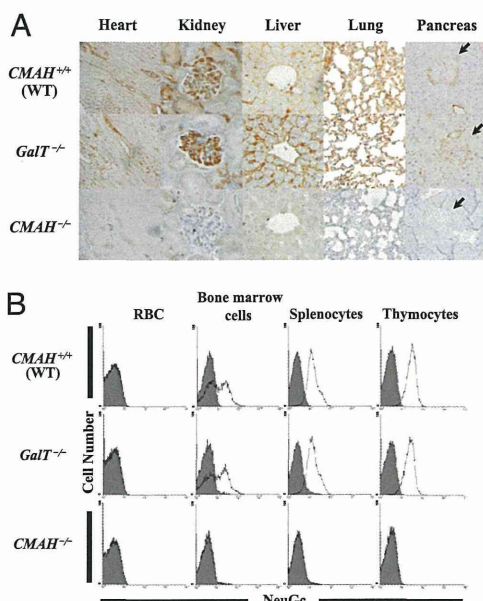 A
Heart Kidney Liver Lung Pancreas
CMAH+/+
(WT)
GalT−/−
CMAH−/−
B
RBC Bone marrow
cells Splenocytes Thymocytes
CMAH+/+
(WT)
GalT−/−
CMAH−/−
Cell Number
NeuGc